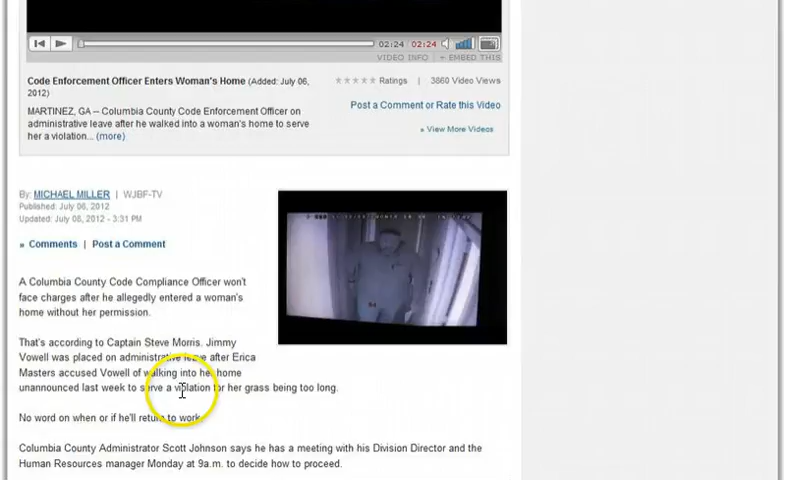 02:24 02:24
VIDEO INFO | + EMBED THIS
Code Enforcement Officer Enters Woman's Home (Added: July 06, 2012)
Ratings | 3860 Video Views
MARTINEZ, GA -- Columbia County Code Enforcement Officer on
administrative leave after he walked into a woman's home to serve
her a violation... (more)
Post a Comment or Rate this Video
» View More Videos
By: MICHAEL MILLER | WJBF-TV
Published: July 06, 2012
Updated: July 08, 2012 - 3:31 PM
» Comments | Post a Comment
A Columbia County Code Compliance Officer won't
face charges after he allegedly entered a woman's
home without her permission.
That's according to Captain Steve Morris. Jimmy
Vowell was placed on administrative leave after Erica
Masters accused Vowell of walking into her home
unannounced last week to serve a violation for her grass being too long.
No word on when or if he'll return to work.
Columbia County Administrator Scott Johnson says he has a meeting with his Division Director and the
Human Resources manager Monday at 9a.m. to decide how to proceed.